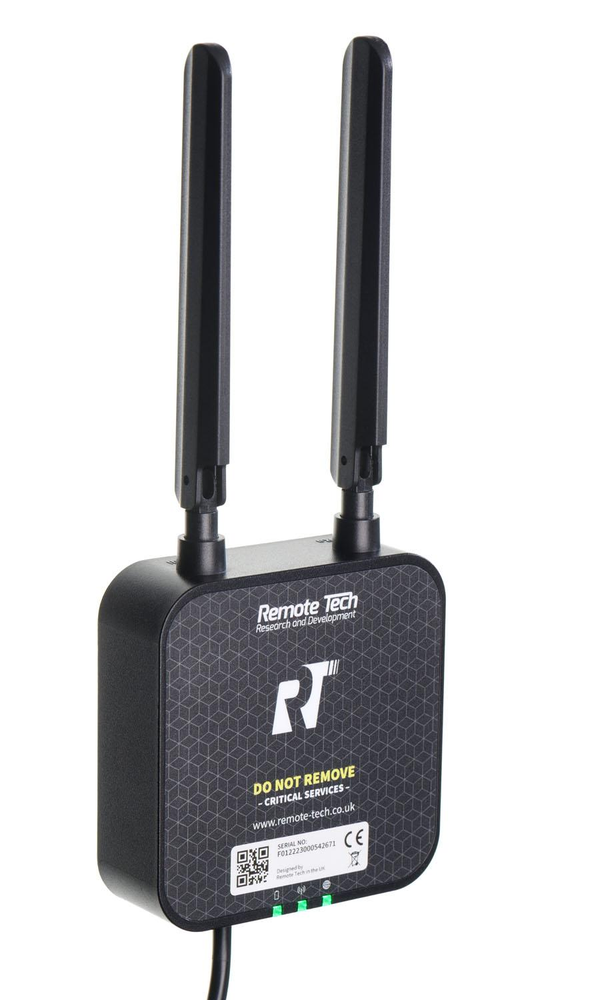 Remote Tech
Research and Development
RT
DO NOT REMOVE
- CRITICAL SERVICES -
www.remote-tech.co.uk
SERIAL NO:
F012223000542671
CE
Designed by
Remote Tech in the UK